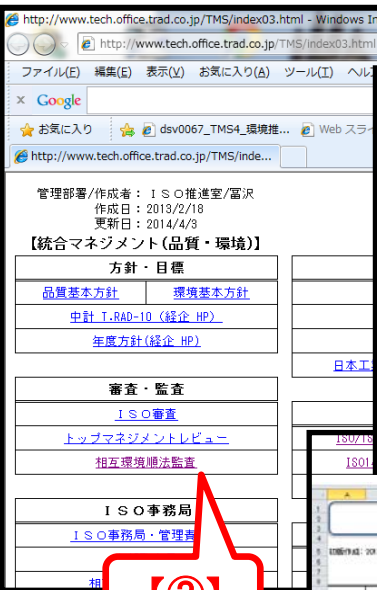 http://www.tech.office.trad.co.jp/TMS/index03.html - Windows In
http://www.tech.office.trad.co.jp/TMS/index03.html
ファイル(F) 編集(E) 表示(V) お気に入り(A) ツール(T) ヘル
x Google
お気に入り dsv0067_TMS4_環境推... Web スライ
http://www.tech.office.trad.co.jp/TMS/inde...
管理部署/作成者： ＩＳＯ推進室/冨沢
作成日：2013/2/18
更新日：2014/4/3
【統合マネジメント(品質・環境)】
方針・目標
品質基本方針 環境基本方針
中計 T.RAD-10 (経企 HP)
年度方針(経企 HP)
日本工
審査・監査
ＩＳＯ審査
トップマネジメントレビュー
ISO/TS
相互環境順法監査
ISO14
ＩＳＯ事務局
ＩＳＯ事務局・管理責
相
【②】
A